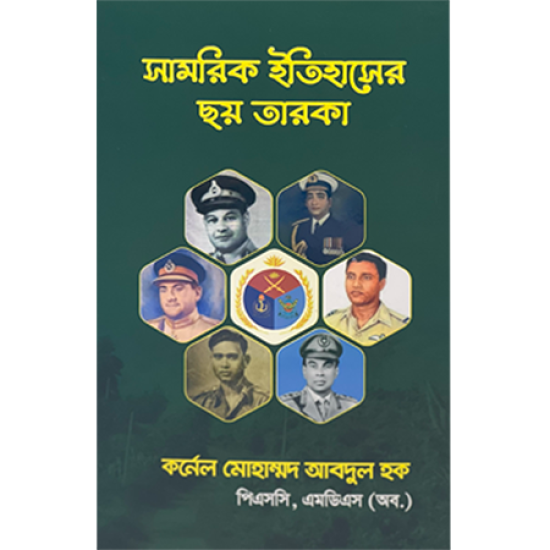 সামরিক ইতিহাসের
ছয় তারকা
কর্নেল মোহাম্মদ আবদুল হক
পিএসসি, এমডিএস (অব.)